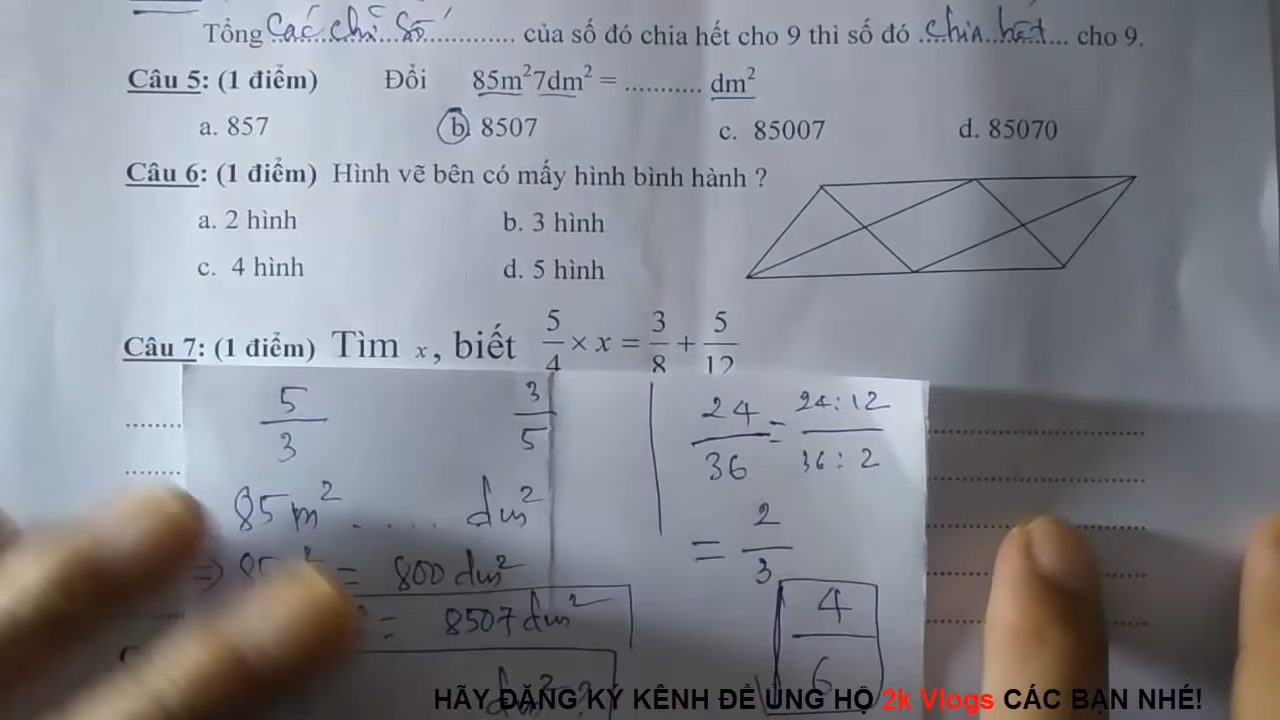 Tổng Các chữ số của số đó chia hết cho 9 thì số đó chia hết cho 9.
Câu 5: (1 điểm) Đổi 85m²7dm² = ........... dm²
a. 857 b. 8507 c. 85007 d. 85070
Câu 6: (1 điểm) Hình vẽ bên có mấy hình bình hành ?
a. 2 hình b. 3 hình
c. 4 hình d. 5 hình
Câu 7: (1 điểm) Tìm x, biết 5/4 × x = 3/8 + 5/12
5/3 3/5 24/36 = 24:12/36:2
85m² .... dm² = 2/3
=> = 800dm²
= 8507dm² 4/6
dm² ?
HÃY ĐĂNG KÝ KÊNH ĐỂ ỦNG HỘ 2k Vlogs CÁC BẠN NHÉ!